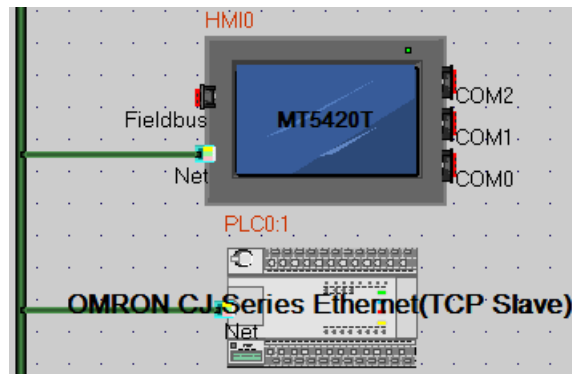 HMI0
COM2
Fieldbus
MT5420T
COM1
Net
COM0
PLC0:1
OMRON CJ-Series Ethernet(TCP Slave)
Net